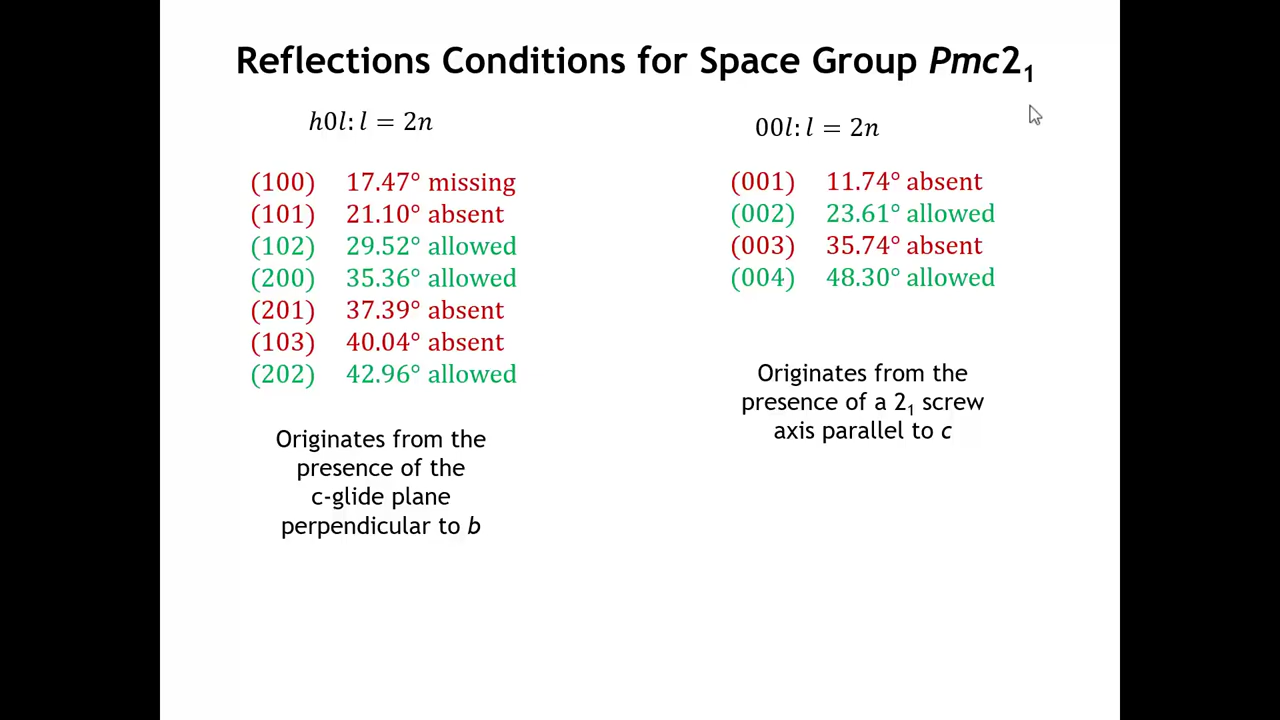 Reflections Conditions for Space Group Pmc2₁
h0l: l = 2n
(100) 17.47° missing
(101) 21.10° absent
(102) 29.52° allowed
(200) 35.36° allowed
(201) 37.39° absent
(103) 40.04° absent
(202) 42.96° allowed
Originates from the
presence of the
c-glide plane
perpendicular to b
00l: l = 2n
(001) 11.74° absent
(002) 23.61° allowed
(003) 35.74° absent
(004) 48.30° allowed
Originates from the
presence of a 2₁ screw
axis parallel to c